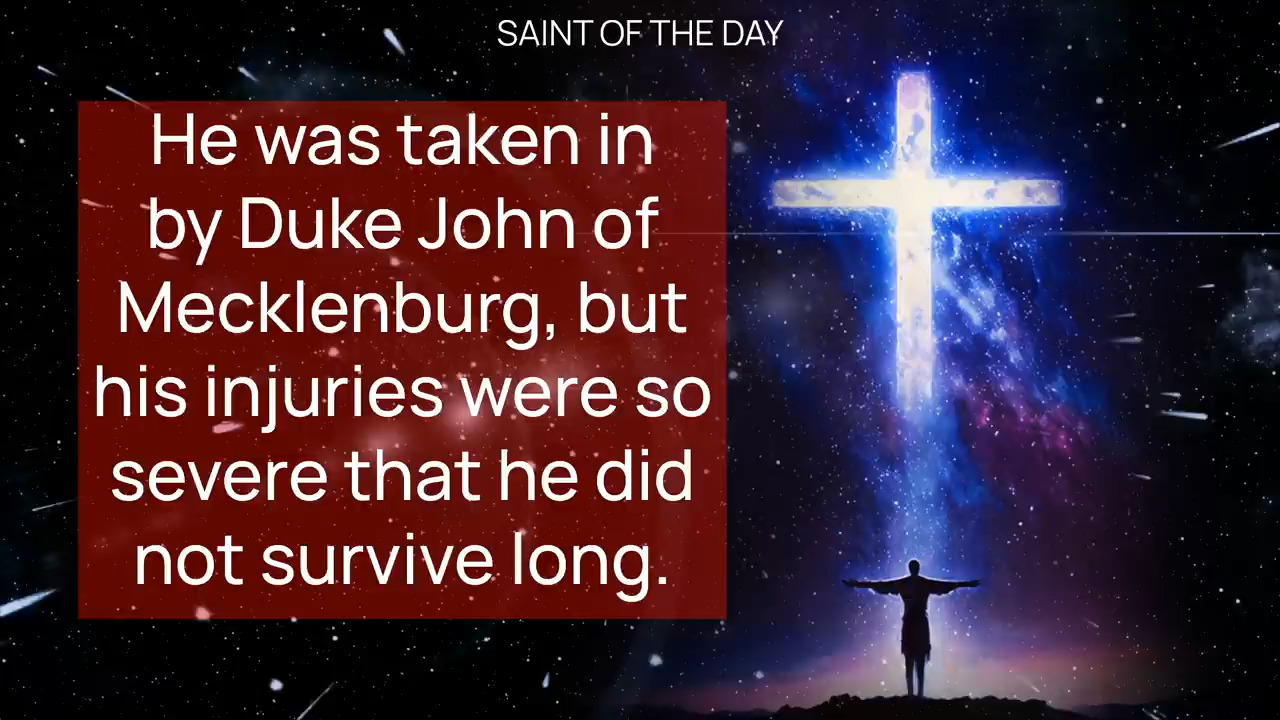 SAINT OF THE DAY
He was taken in
by Duke John of
Mecklenburg, but
his injuries were so
severe that he did
not survive long.